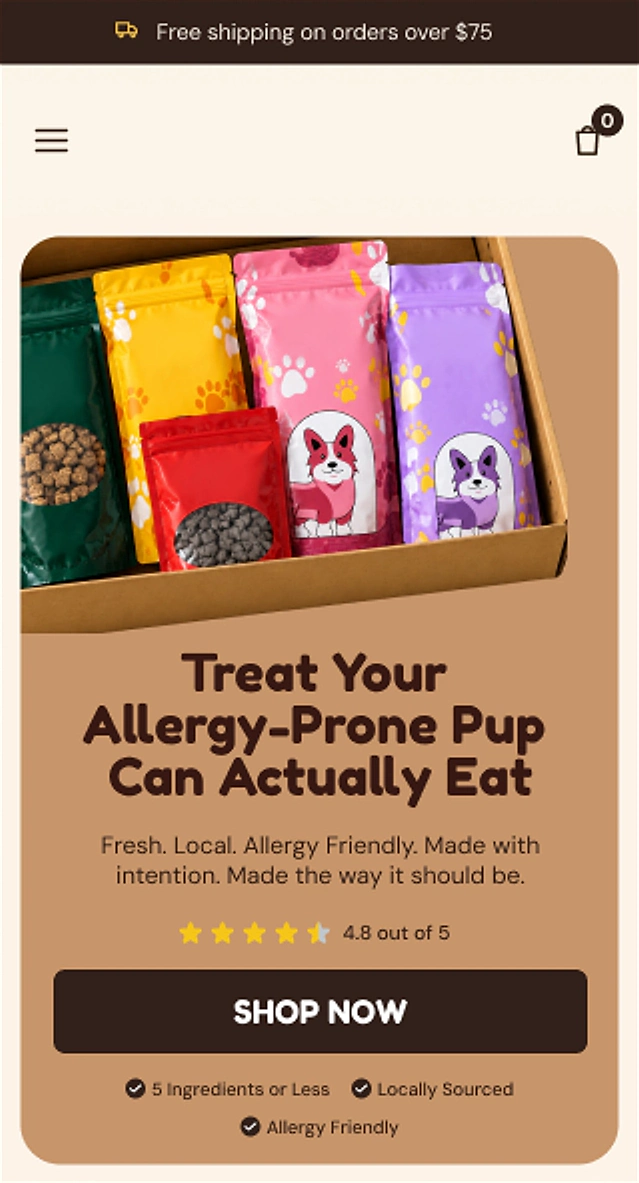 Free shipping on orders over $75
0
Treat Your
Allergy-Prone Pup
Can Actually Eat
Fresh. Local. Allergy Friendly. Made with
intention. Made the way it should be.
4.8 out of 5
SHOP NOW
5 Ingredients or Less Locally Sourced
Allergy Friendly